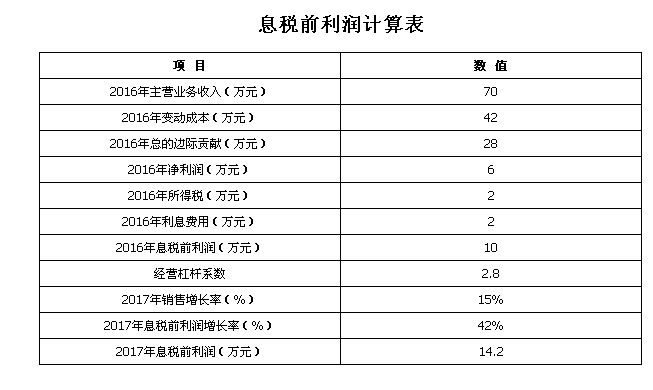 息税前利润计算表
项 目 数 值
2016年主营业务收入(万元) 70
2016年变动成本(万元) 42
2016年总的边际贡献(万元) 28
2016年净利润(万元) 6
2016年所得税(万元) 2
2016年利息费用(万元) 2
2016年息税前利润(万元) 10
经营杠杆系数 2.8
2017年销售增长率(%) 15%
2017年息税前利润增长率(%) 42%
2017年息税前利润(万元) 14.2